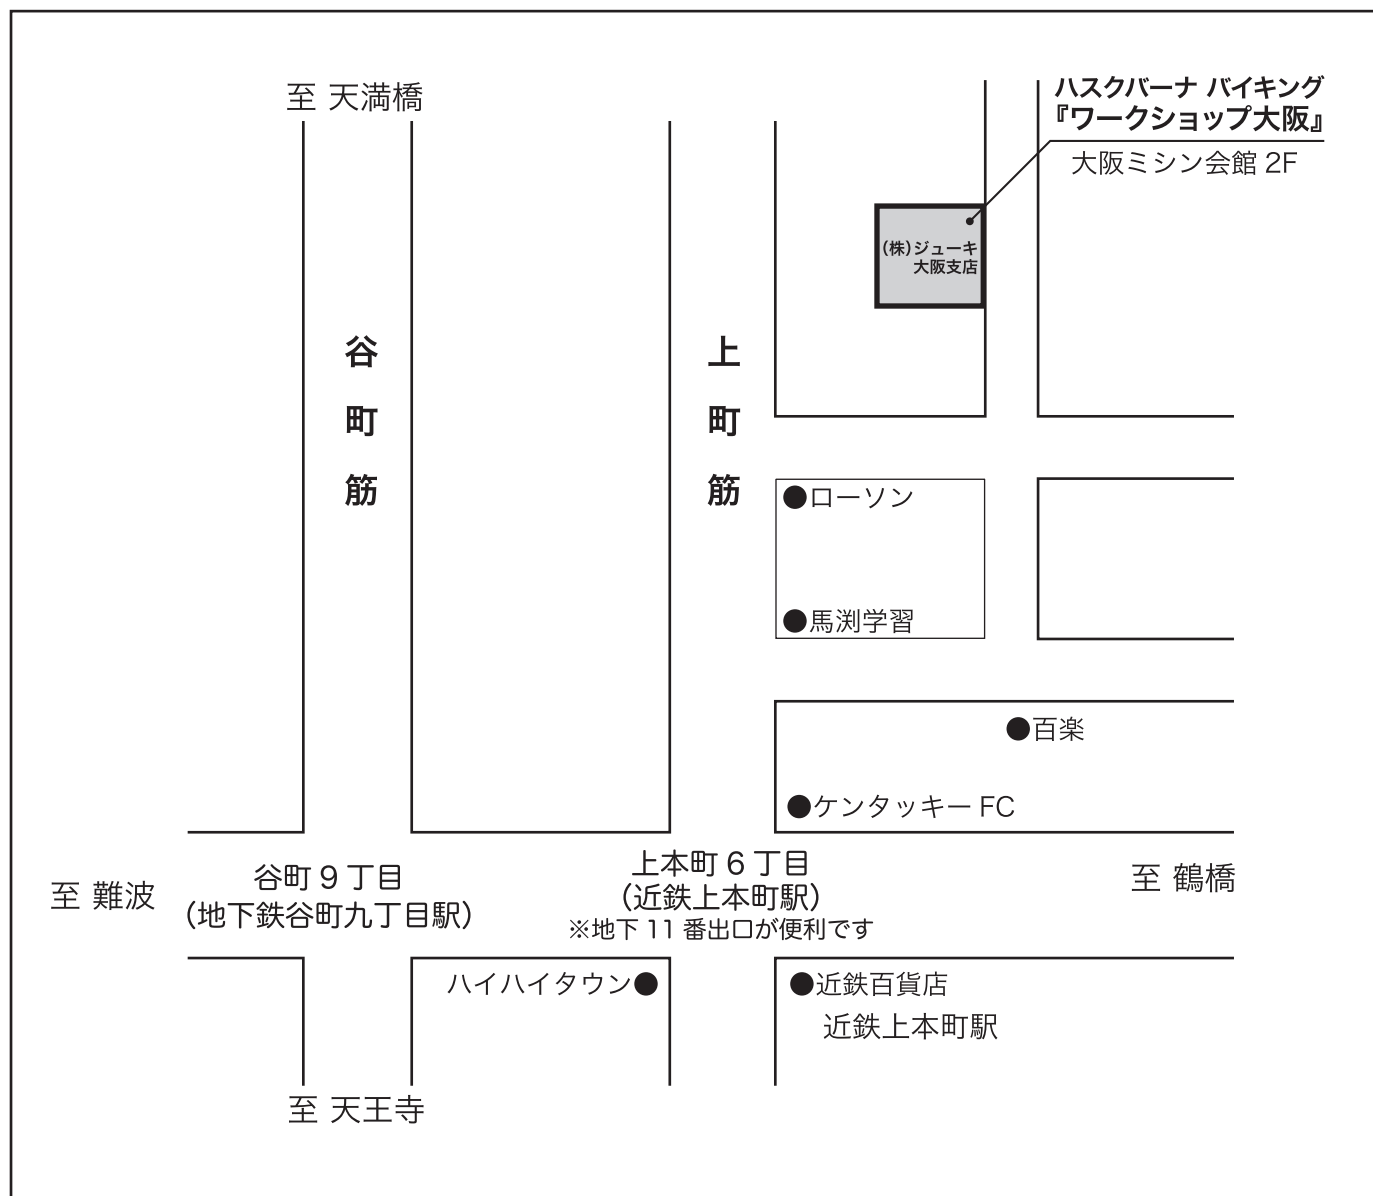 至 天満橋
ハスクバーナ バイキング
『ワークショップ大阪』
大阪ミシン会館 2F
(株)ジューキ
大阪支店
谷町筋
上町筋
●ローソン
●馬渕学習
●百楽
●ケンタッキー FC
至 難波
谷町 9 丁目
(地下鉄谷町九丁目駅)
上本町 6 丁目
(近鉄上本町駅)
※地下 11 番出口が便利です
至 鶴橋
ハイハイタウン●
●近鉄百貨店
近鉄上本町駅
至 天王寺